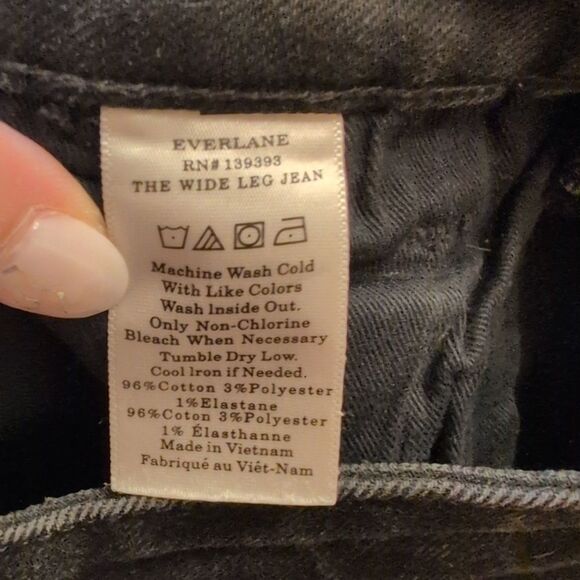 EVERLANE
RN# 139393
THE WIDE LEG JEAN
Machine Wash Cold
With Like Colors
Wash Inside Out.
Only Non-Chlorine
Bleach When Necessary
Tumble Dry Low.
Cool Iron if Needed.
96%Cotton 3%Polyester
1%Elastane
96%Coton 3%Polyester
1% Élasthanne
Made in Vietnam
Fabriqué au Viêt-Nam